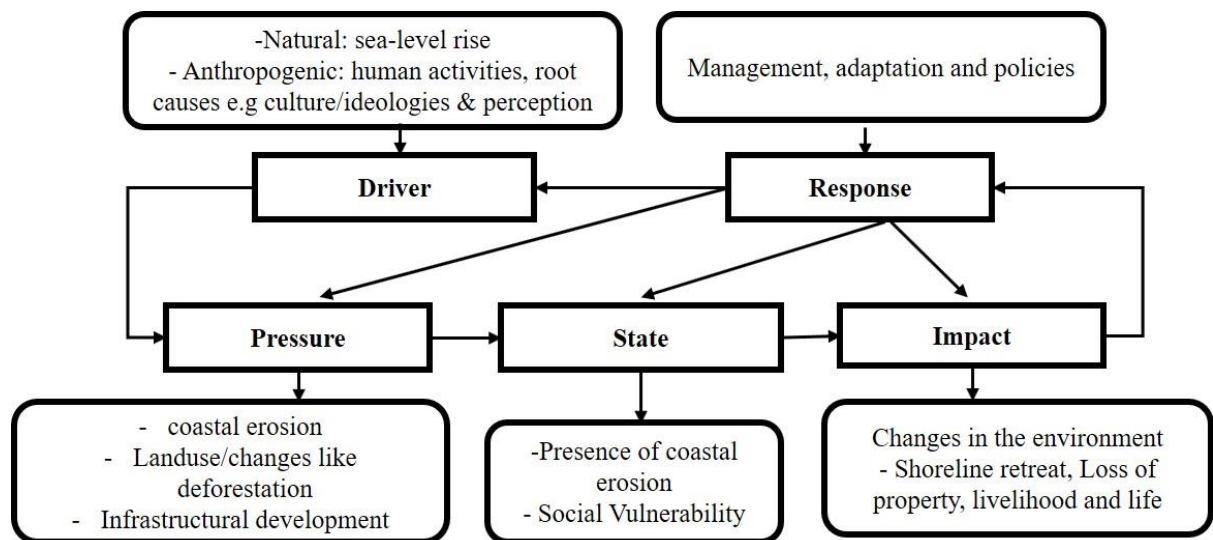 -Natural: sea-level rise
- Anthropogenic: human activities, root
causes e.g culture/ideologies & perception
Management, adaptation and policies
Driver
Response
Pressure
State
Impact
- coastal erosion
- Landuse/changes like
deforestation
- Infrastructural development
-Presence of coastal
erosion
- Social Vulnerability
Changes in the environment
- Shoreline retreat, Loss of
property, livelihood and life